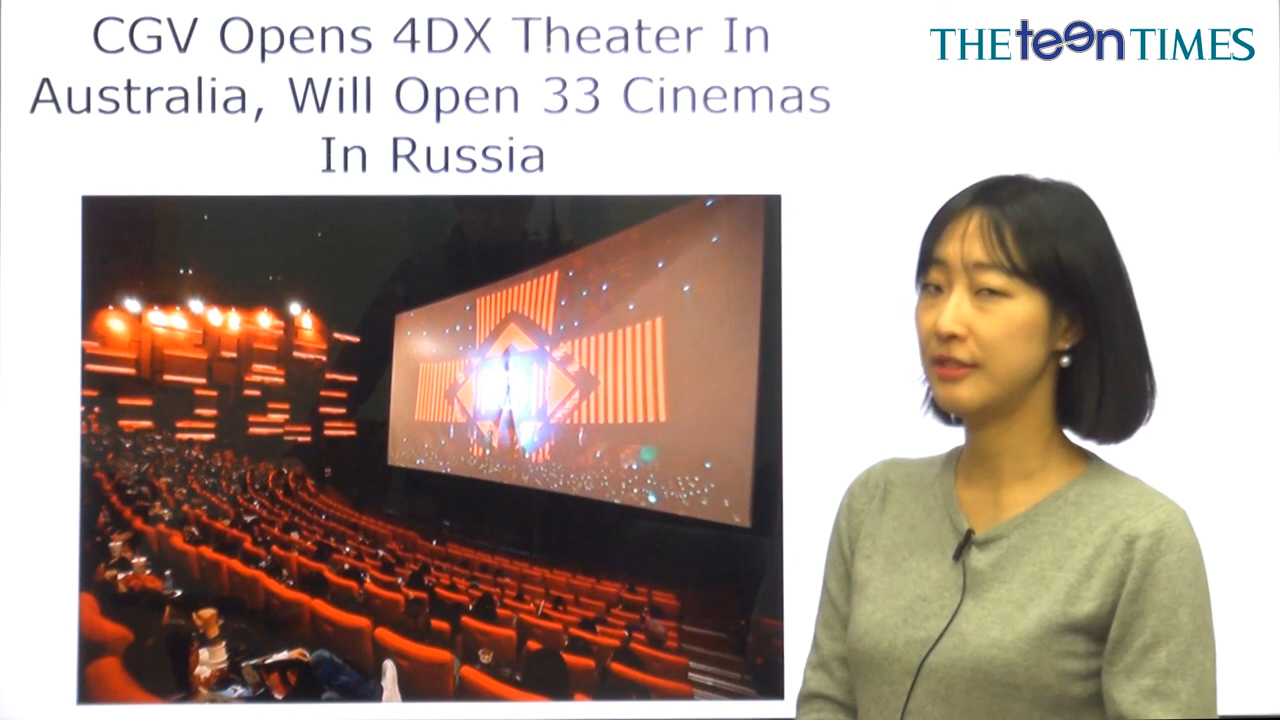 CGV Opens 4DX Theater In
Australia, Will Open 33 Cinemas
In Russia
THE teen TIMES